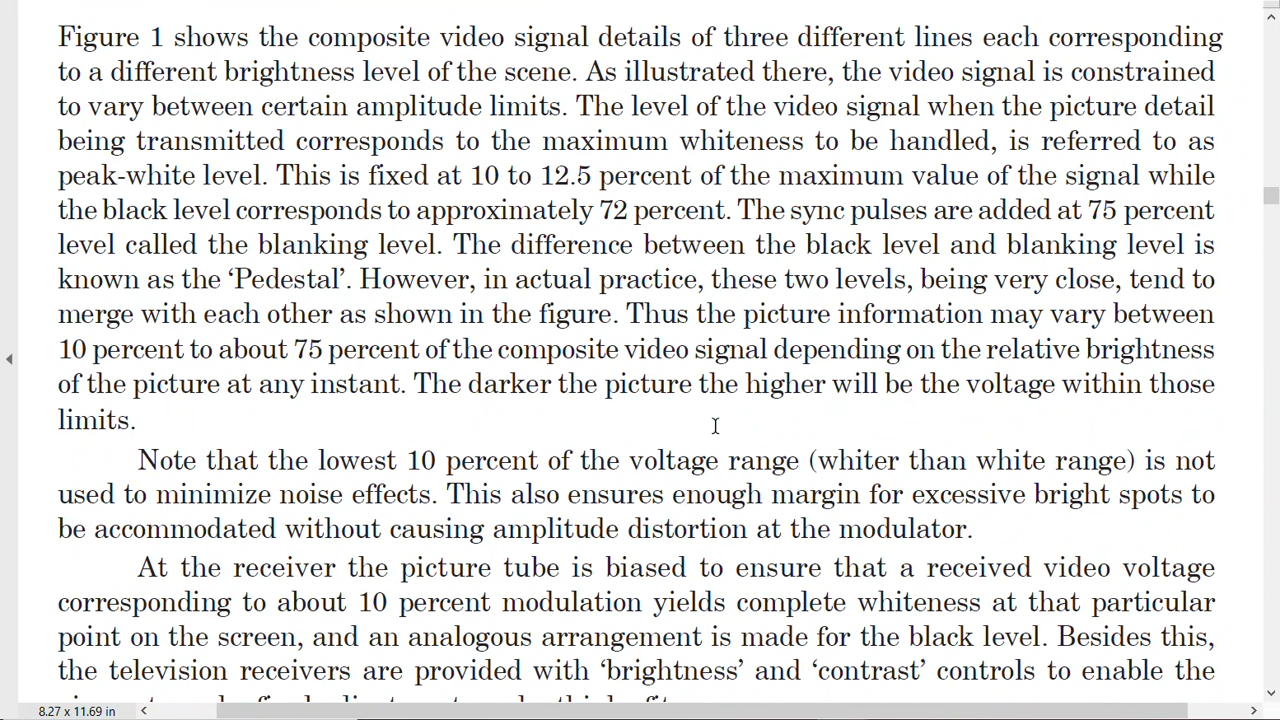 Figure 1 shows the composite video signal details of three different lines each corresponding
to a different brightness level of the scene. As illustrated there, the video signal is constrained
to vary between certain amplitude limits. The level of the video signal when the picture detail
being transmitted corresponds to the maximum whiteness to be handled, is referred to as
peak-white level. This is fixed at 10 to 12.5 percent of the maximum value of the signal while
the black level corresponds to approximately 72 percent. The sync pulses are added at 75 percent
level called the blanking level. The difference between the black level and blanking level is
known as the ‘Pedestal’. However, in actual practice, these two levels, being very close, tend to
merge with each other as shown in the figure. Thus the picture information may vary between
10 percent to about 75 percent of the composite video signal depending on the relative brightness
of the picture at any instant. The darker the picture the higher will be the voltage within those
limits.
Note that the lowest 10 percent of the voltage range (whiter than white range) is not
used to minimize noise effects. This also ensures enough margin for excessive bright spots to
be accommodated without causing amplitude distortion at the modulator.
At the receiver the picture tube is biased to ensure that a received video voltage
corresponding to about 10 percent modulation yields complete whiteness at that particular
point on the screen, and an analogous arrangement is made for the black level. Besides this,
the television receivers are provided with ‘brightness’ and ‘contrast’ controls to enable the
8.27 x 11.69 in